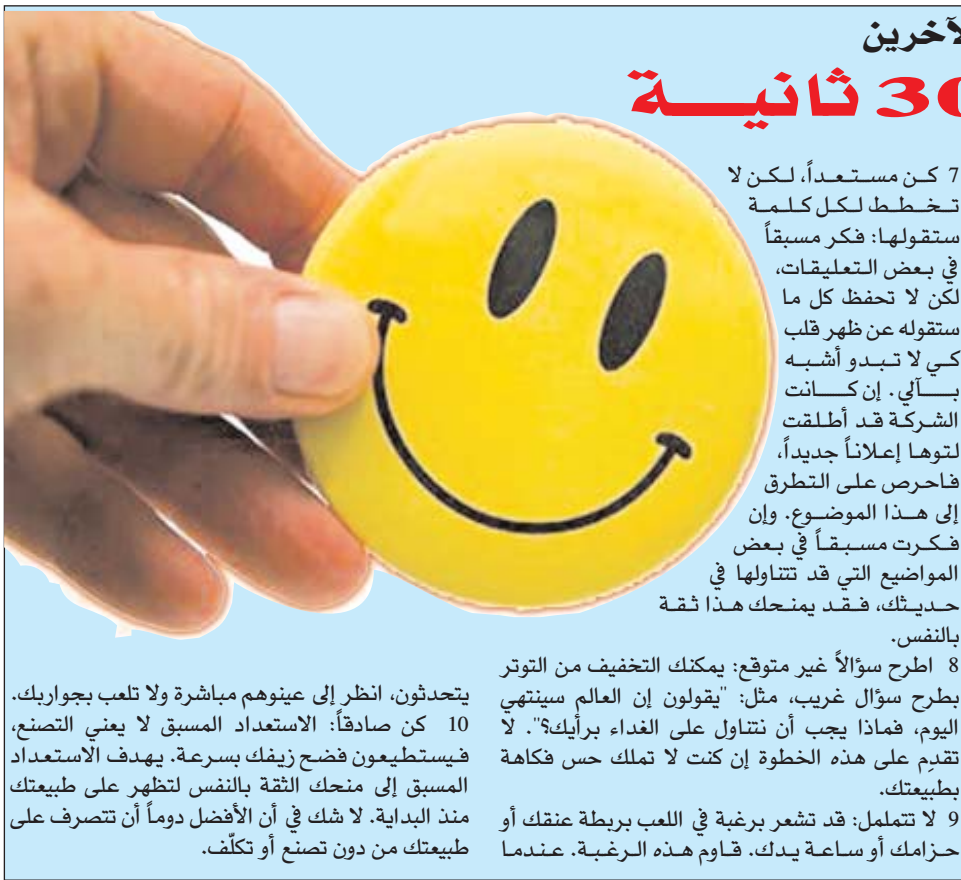 لآخرين
30 ثانيـــة
7 كن مستعداً، لكن لا
تخطط لكل كلمة
ستقولها: فكر مسبقاً
في بعض التعليقات،
لكن لا تحفظ كل ما
ستقوله عن ظهر قلب
كي لا تبدو أشبه
بـــآلي. إن كـــانت
الشركة قد أطلقت
لتوها إعلاناً جديداً،
فاحرص على التطرق
إلى هـذا الموضـوع. وإن
فكرت مسبقاً في بعض
المواضيع التي قد تتناولها في
حديثك، فقد يمنحك هذا ثقة
بالنفس.
8 اطرح سؤالاً غير متوقع: يمكنك التخفيف من التوتر
بطرح سؤال غريب، مثل: "يقولون إن العالم سينتهي
اليوم، فماذا يجب أن نتناول على الغداء برأيك؟". لا
تقدِم على هذه الخطوة إن كنت لا تملك حس فكاهة
بطبيعتك.
9 لا تتململ: قد تشعر برغبة في اللعب بربطة عنقك أو
حزامك أو ساعة يدك. قاوم هذه الرغبة. عندما
يتحدثون، انظر إلى عينوهم مباشرة ولا تلعب بجواربك.
10 كن صادقاً: الاستعداد المسبق لا يعني التصنع،
فيستطيعون فضح زيفك بسرعة. يهدف الاستعداد
المسبق إلى منحك الثقة بالنفس لتظهر على طبيعتك
منذ البداية. لا شك في أن الأفضل دوماً أن تتصرف على
طبيعتك من دون تصنع أو تكلّف.